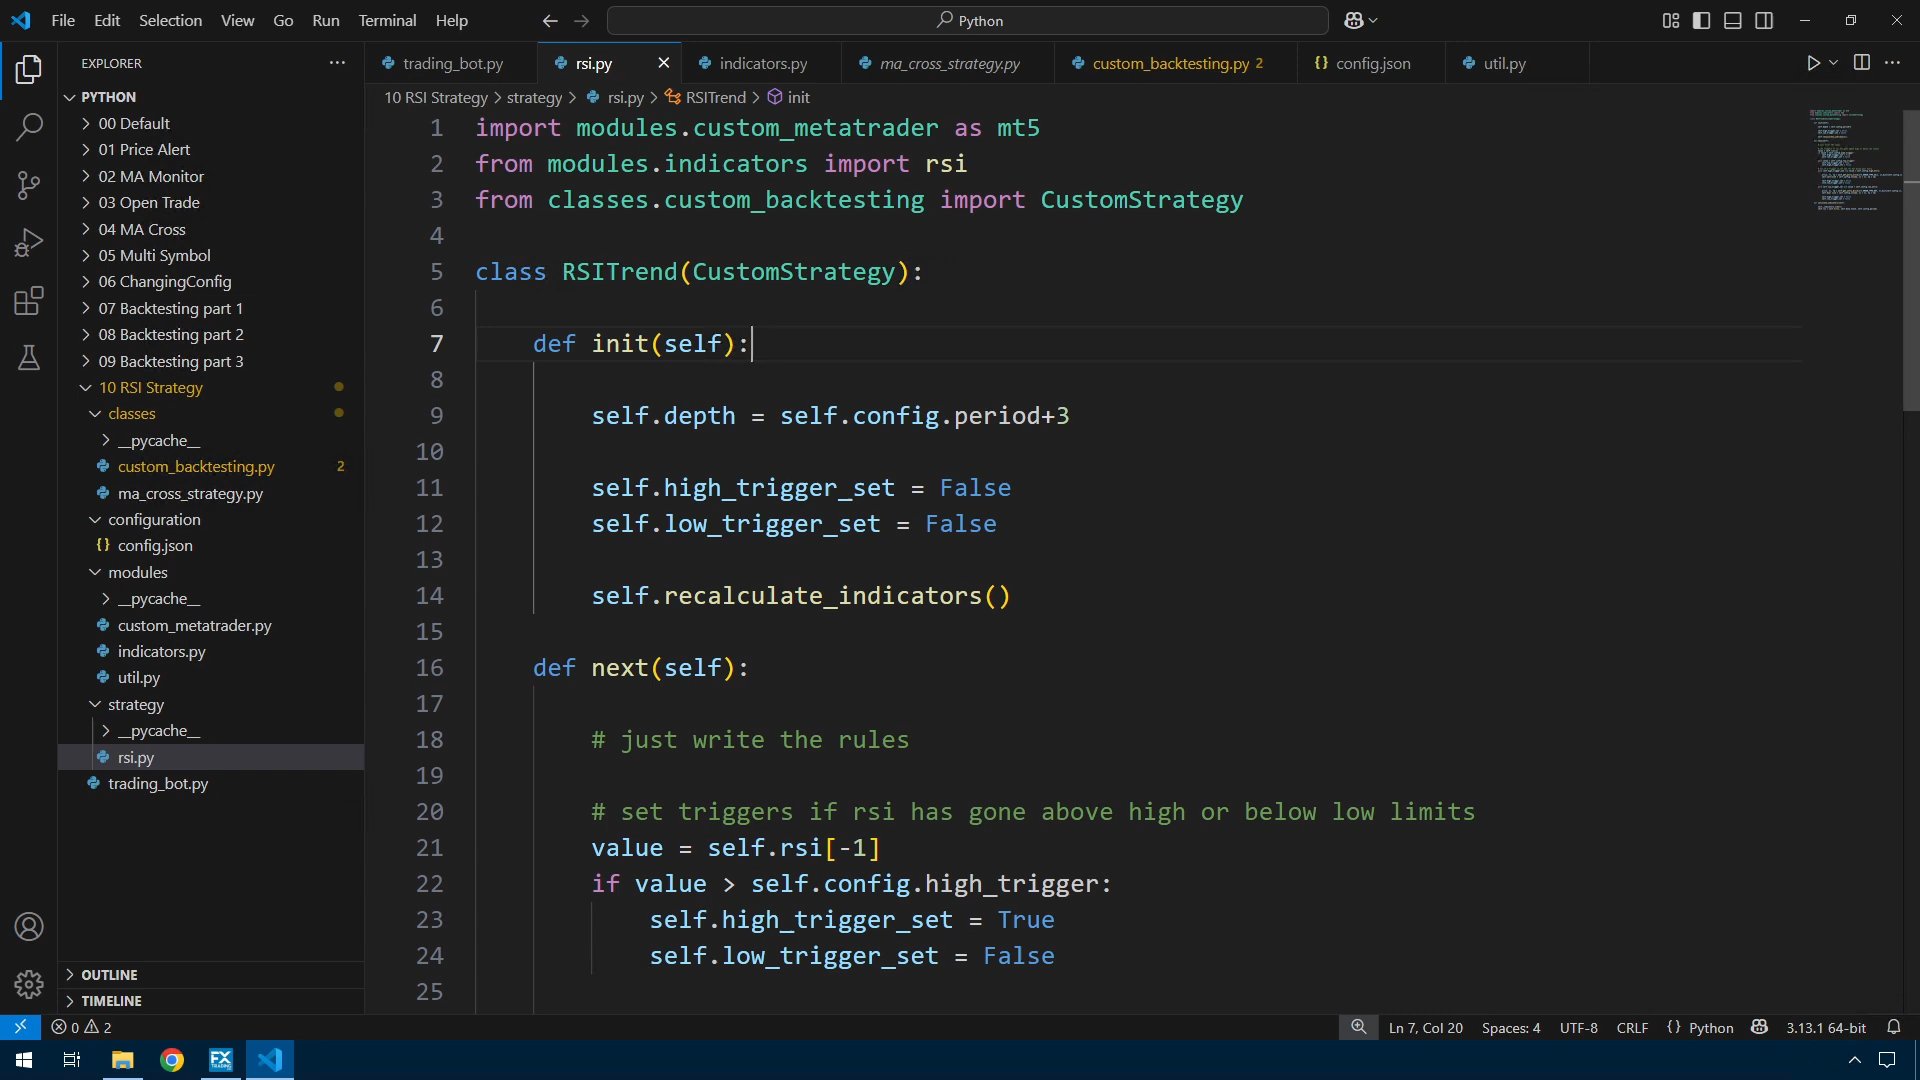 File Edit Selection View Go Run Terminal Help
Python
EXPLORER
PYTHON
00 Default
01 Price Alert
02 MA Monitor
03 Open Trade
04 MA Cross
05 Multi Symbol
06 ChangingConfig
07 Backtesting part 1
08 Backtesting part 2
09 Backtesting part 3
10 RSI Strategy
classes
__pycache__
custom_backtesting.py 2
ma_cross_strategy.py
configuration
{} config.json
modules
__pycache__
custom_metatrader.py
indicators.py
util.py
strategy
__pycache__
rsi.py
trading_bot.py
OUTLINE
TIMELINE
trading_bot.py rsi.py indicators.py ma_cross_strategy.py custom_backtesting.py 2 {} config.json util.py
10 RSI Strategy > strategy > rsi.py > RSITrend > init
1 import modules.custom_metatrader as mt5
2 from modules.indicators import rsi
3 from classes.custom_backtesting import CustomStrategy
4
5 class RSITrend(CustomStrategy):
6
7 def init(self):
8
9 self.depth = self.config.period+3
10
11 self.high_trigger_set = False
12 self.low_trigger_set = False
13
14 self.recalculate_indicators()
15
16 def next(self):
17
18 # just write the rules
19
20 # set triggers if rsi has gone above high or below low limits
21 value = self.rsi[-1]
22 if value > self.config.high_trigger:
23 self.high_trigger_set = True
24 self.low_trigger_set = False
25
0 2
Ln 7, Col 20 Spaces: 4 UTF-8 CRLF {} Python 3.13.1 64-bit
FX TRADING